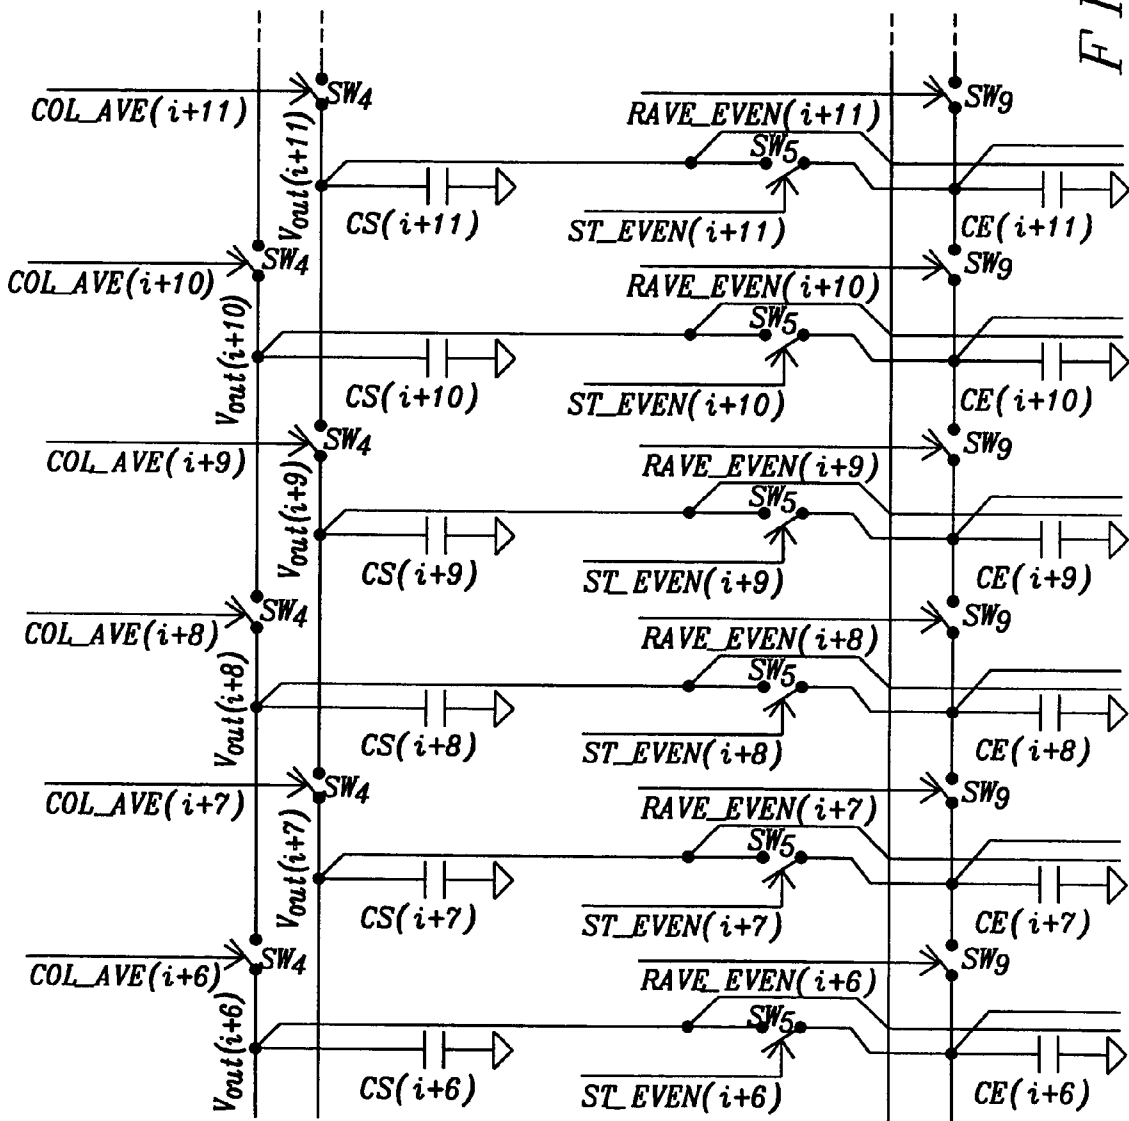 F I
COL_AVE(i+11) SW4 RAVE_EVEN(i+11) SW9
Vout(i+11) SW5
CS(i+11) ST_EVEN(i+11) CE(i+11)
COL_AVE(i+10) SW4 RAVE_EVEN(i+10) SW9
Vout(i+10) SW5
CS(i+10) ST_EVEN(i+10) CE(i+10)
COL_AVE(i+9) SW4 RAVE_EVEN(i+9) SW9
Vout(i+9) SW5
CS(i+9) ST_EVEN(i+9) CE(i+9)
COL_AVE(i+8) SW4 RAVE_EVEN(i+8) SW9
Vout(i+8) SW5
CS(i+8) ST_EVEN(i+8) CE(i+8)
COL_AVE(i+7) SW4 RAVE_EVEN(i+7) SW9
Vout(i+7) SW5
CS(i+7) ST_EVEN(i+7) CE(i+7)
COL_AVE(i+6) SW4 RAVE_EVEN(i+6) SW9
Vout(i+6) SW5
CS(i+6) ST_EVEN(i+6) CE(i+6)